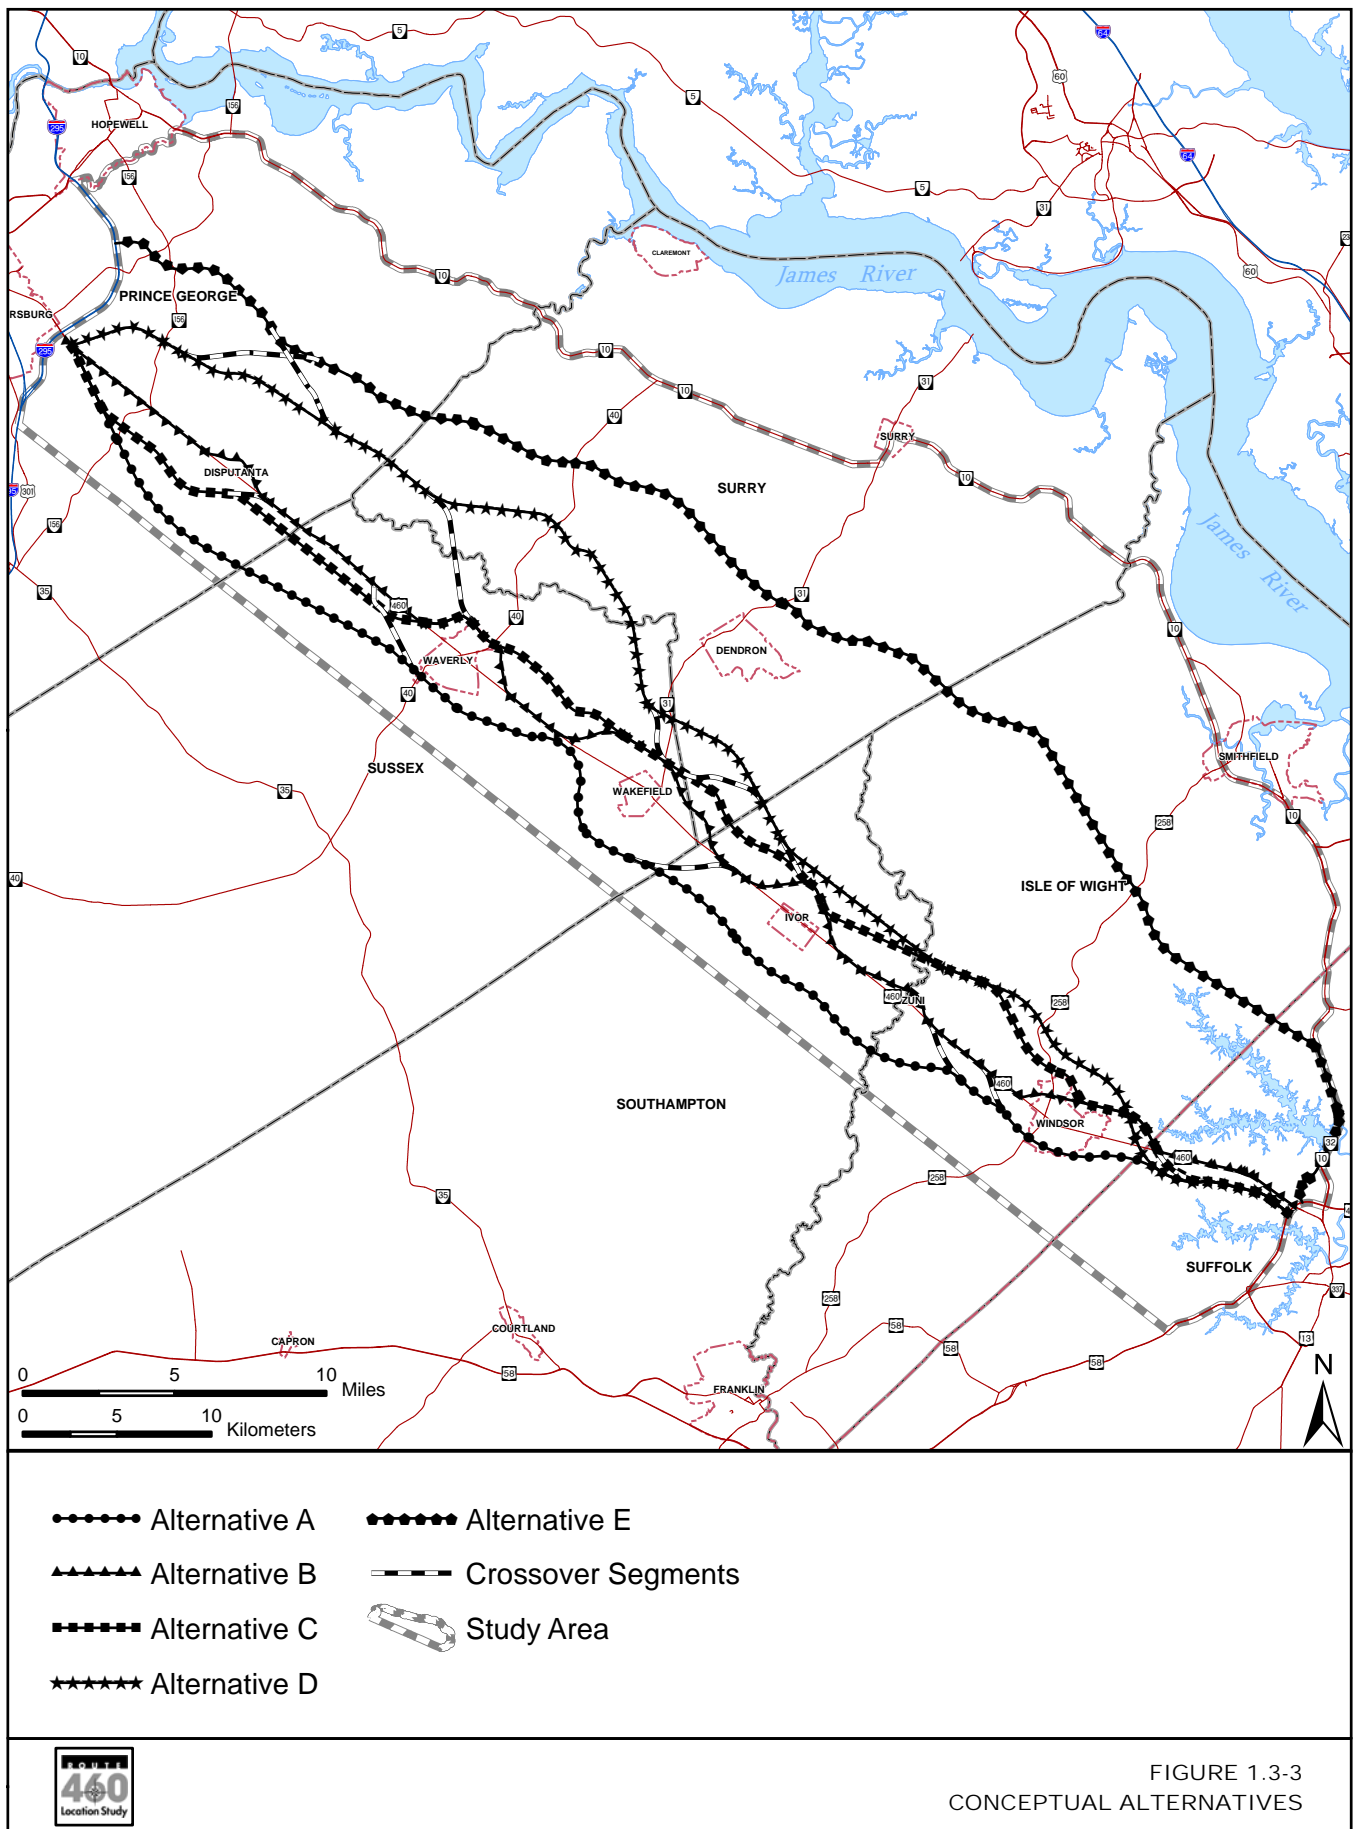 5
10
64
60
5
156
295
HOPEWELL
64
156
5
31
23
CLAREMONT
James River
60
10
PRINCE GEORGE
RSBURG
156
295
10
31
10
40
SURRY
DISPUTANTA
10
SURRY
301
156
James River
35
31
460
40
10
DENDRON
WAVERLY
40
31
SMITHFIELD
SUSSEX
WAKEFIELD
35
10
258
40
ISLE OF WIGHT
IVOR
460
ZUNI
258
460
SOUTHAMPTON
WINDSOR
32
460
10
258
35
SUFFOLK
337
258
58
COURTLAND
13
CAPRON
58
58
58
FRANKLIN
N
0 5 10
Miles
0 5 10
Kilometers
Alternative A
Alternative B
Alternative C
Alternative D
Alternative E
Crossover Segments
Study Area
ROUTE
460
Location Study
FIGURE 1.3-3
CONCEPTUAL ALTERNATIVES